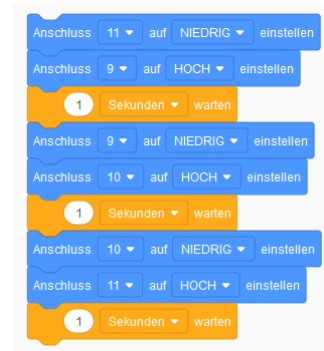 Anschluss 11 auf NIEDRIG einstellen
Anschluss 9 auf HOCH einstellen
1 Sekunden warten
Anschluss 9 auf NIEDRIG einstellen
Anschluss 10 auf HOCH einstellen
1 Sekunden warten
Anschluss 10 auf NIEDRIG einstellen
Anschluss 11 auf HOCH einstellen
1 Sekunden warten